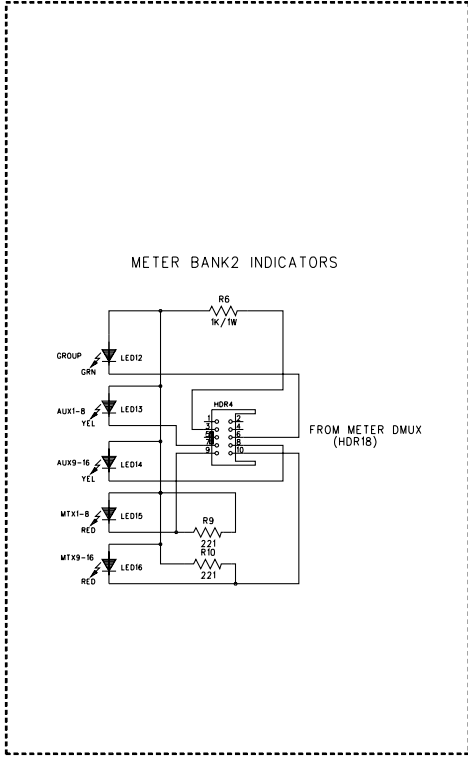 METER BANK2 INDICATORS
R6
1K/1W
GROUP
LED12
GRN
AUX1-8
LED13
YEL
HDR4
1 2
3 4
6
7 8
9 10
FROM METER DMUX
(HDR18)
AUX9-16
LED14
YEL
MTX1-8
LED15
RED
R9
221
R10
MTX9-16
LED16
221
RED